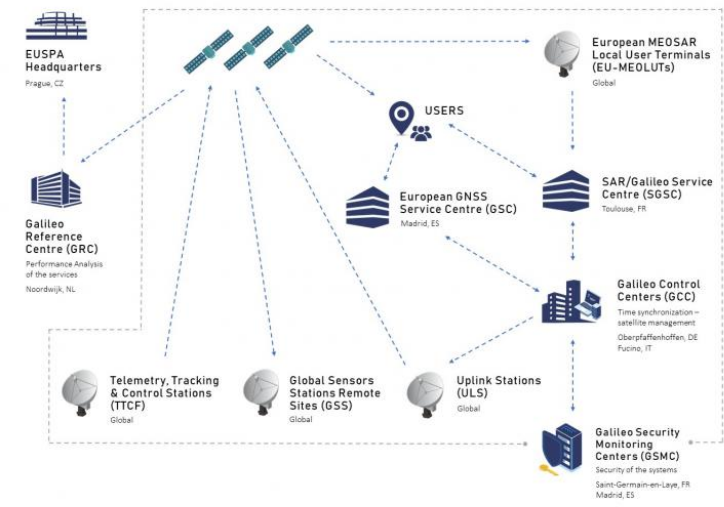 EUSPA
Headquarters
Prague, CZ
European MEOSAR
Local User Terminals
(EU-MEOLUTs)
Global
USERS
Galileo
Reference
Centre (GRC)
Performance Analysis
of the services
Noordwijk, NL
European GNSS
Service Centre (GSC)
Madrid, ES
SAR/Galileo Service
Centre (SGSC)
Toulouse, FR
Galileo Control
Centers (GCC)
Time synchronization –
satellite management
Oberpfaffenhoffen, DE
Fucino, IT
Telemetry, Tracking
& Control Stations
(TTCF)
Global
Global Sensors
Stations Remote
Sites (GSS)
Global
Uplink Stations
(ULS)
Global
Galileo Security
Monitoring
Centers (GSMC)
Security of the systems
Saint-Germain-en-Laye, FR
Madrid, ES